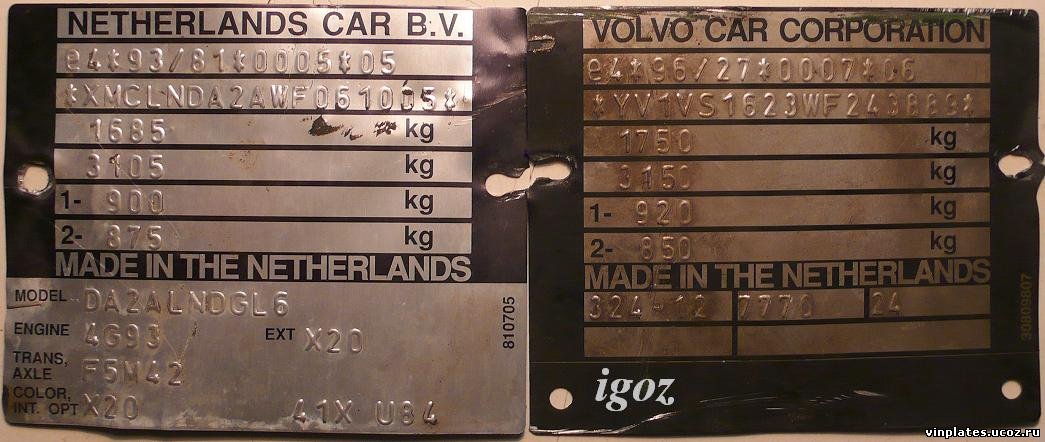 NETHERLANDS CAR B.V.
e4*93/81*0005*05
*XMCLNDA2AWF061005*
1685 kg
3105 kg
1- 900 kg
2- 875 kg
MADE IN THE NETHERLANDS
MODEL DA2ALNDGL6
ENGINE 4G93 EXT X20
TRANS, AXLE F5M42
COLOR, INT. OPT X20 41X U84
810705
VOLVO CAR CORPORATION
e4*96/27*0007*06
*YV1VS1623WF243889*
1750 kg
3150 kg
1- 920 kg
2- 850 kg
MADE IN THE NETHERLANDS
324-12 7770 24
30809807
igoz
vinplates.ucoz.ru